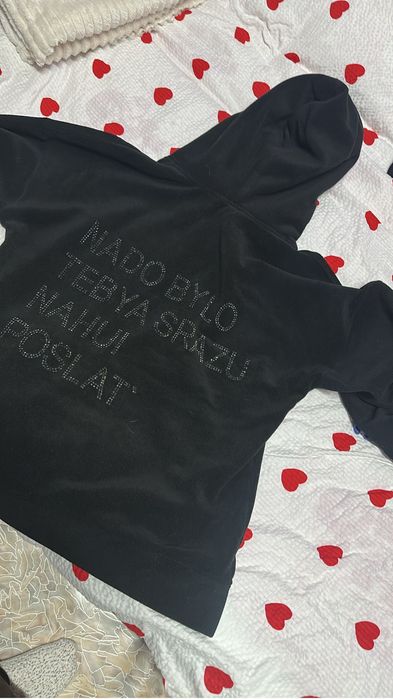 NADO BYLO
TEBYA SRAZU
NAHUI
POSLAT`